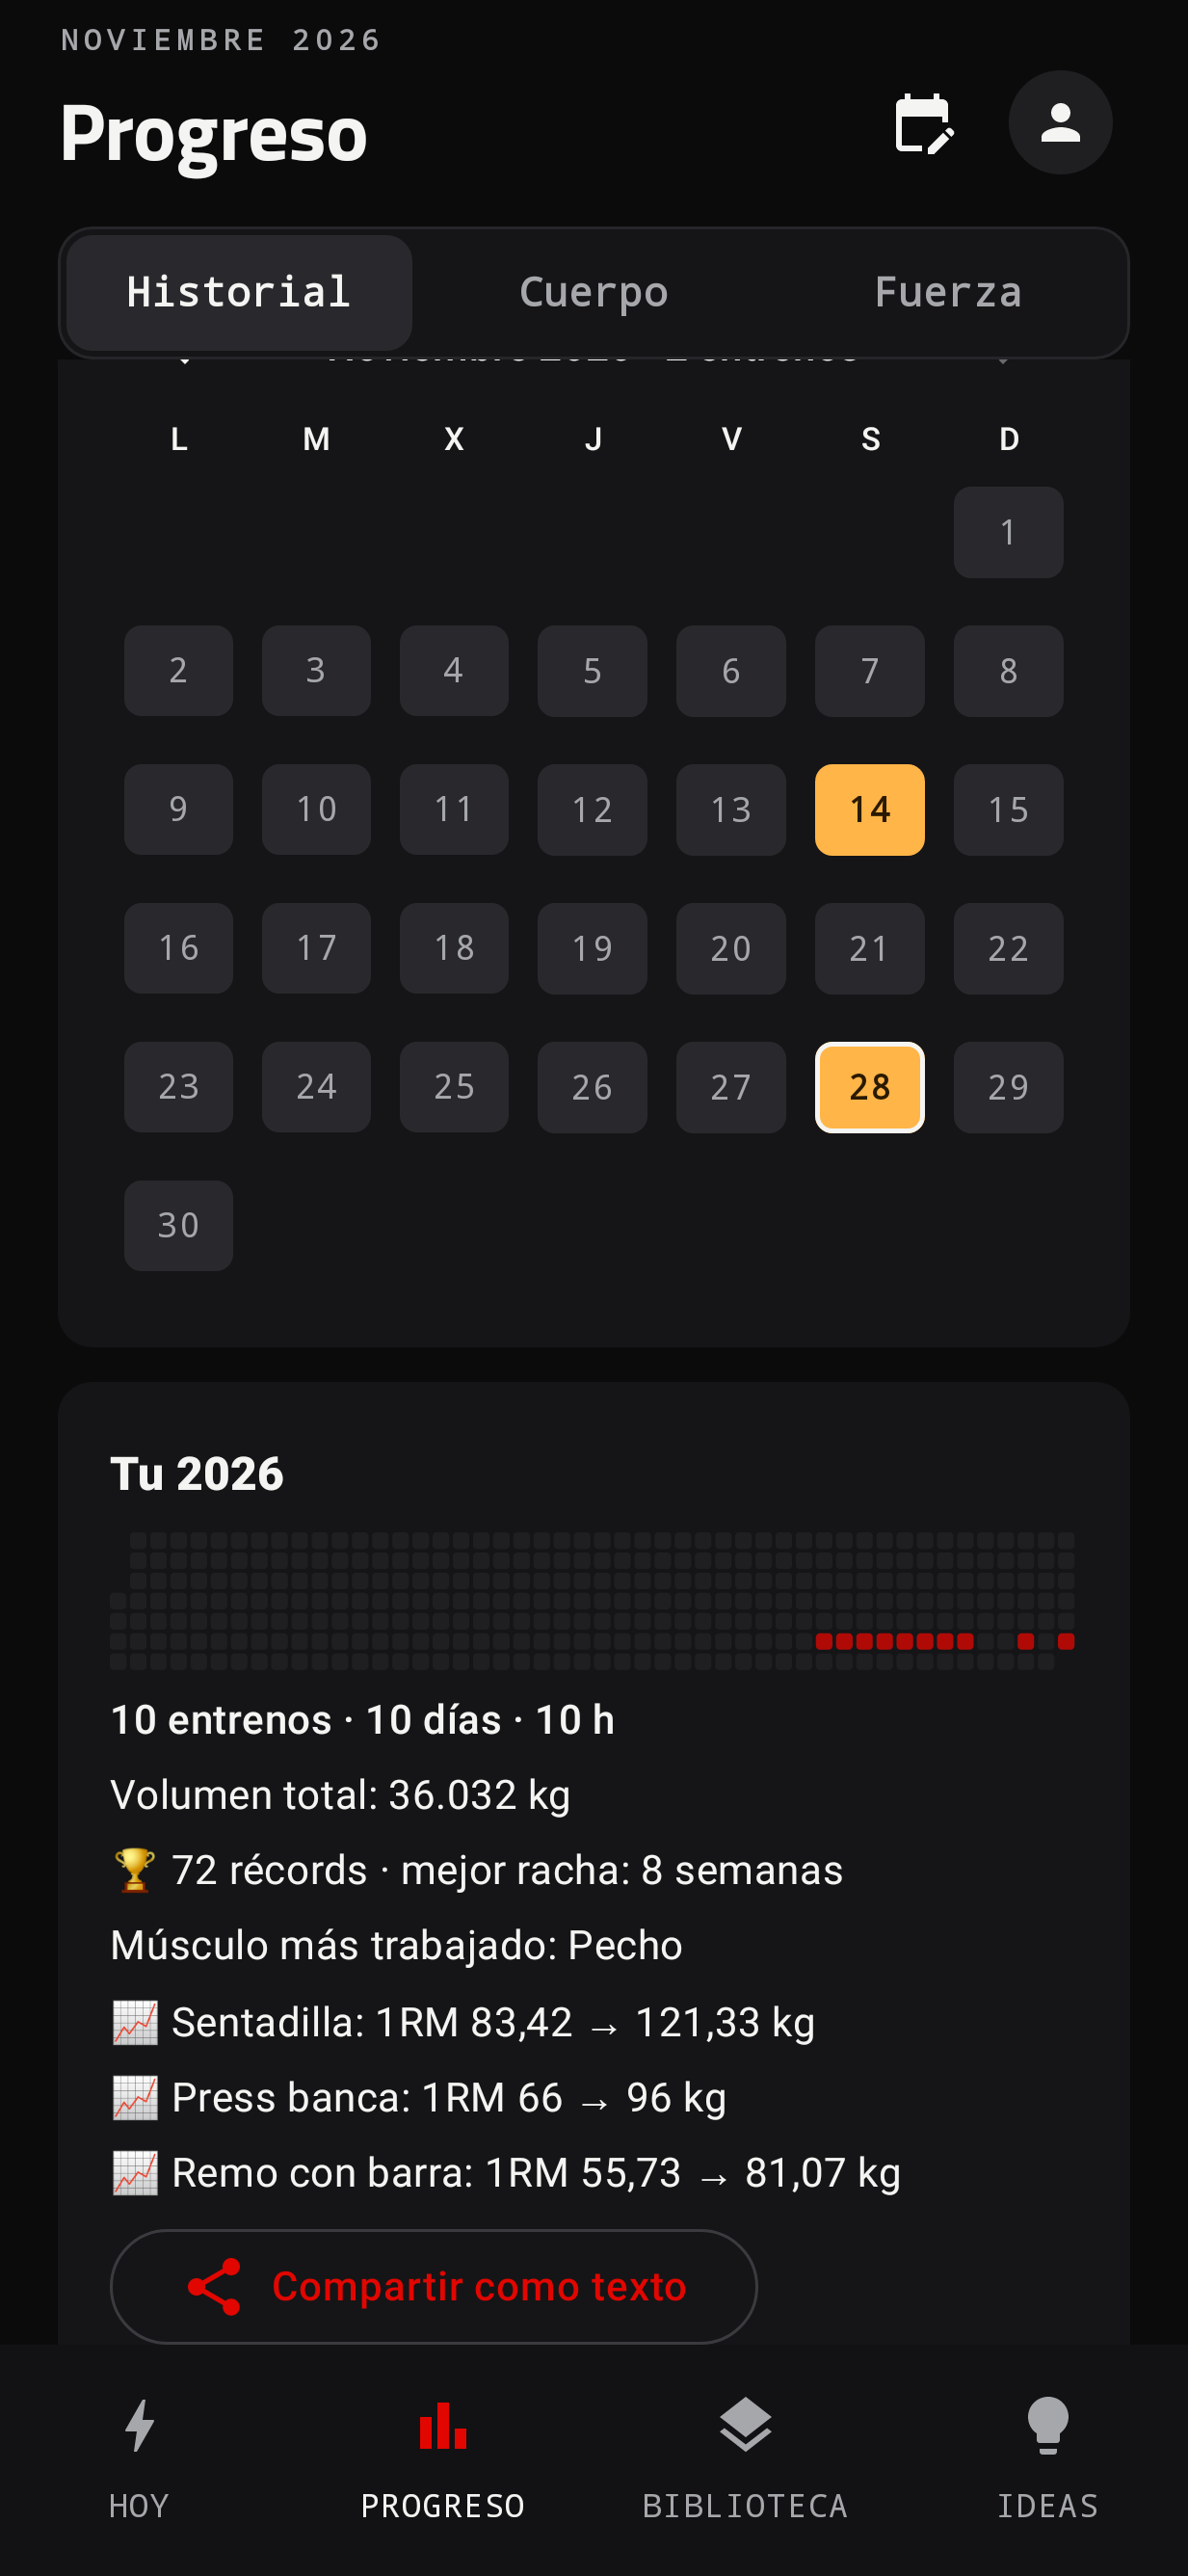 NOVIEMBRE 2026
Progreso
Historial Cuerpo Fuerza
L M X J V S D
1
2 3 4 5 6 7 8
9 10 11 12 13 14 15
16 17 18 19 20 21 22
23 24 25 26 27 28 29
30
Tu 2026
10 entrenos · 10 días · 10 h
Volumen total: 36.032 kg
🏆 72 récords · mejor racha: 8 semanas
Músculo más trabajado: Pecho
📈 Sentadilla: 1RM 83,42 → 121,33 kg
📈 Press banca: 1RM 66 → 96 kg
📈 Remo con barra: 1RM 55,73 → 81,07 kg
Compartir como texto
HOY PROGRESO BIBLIOTECA IDEAS